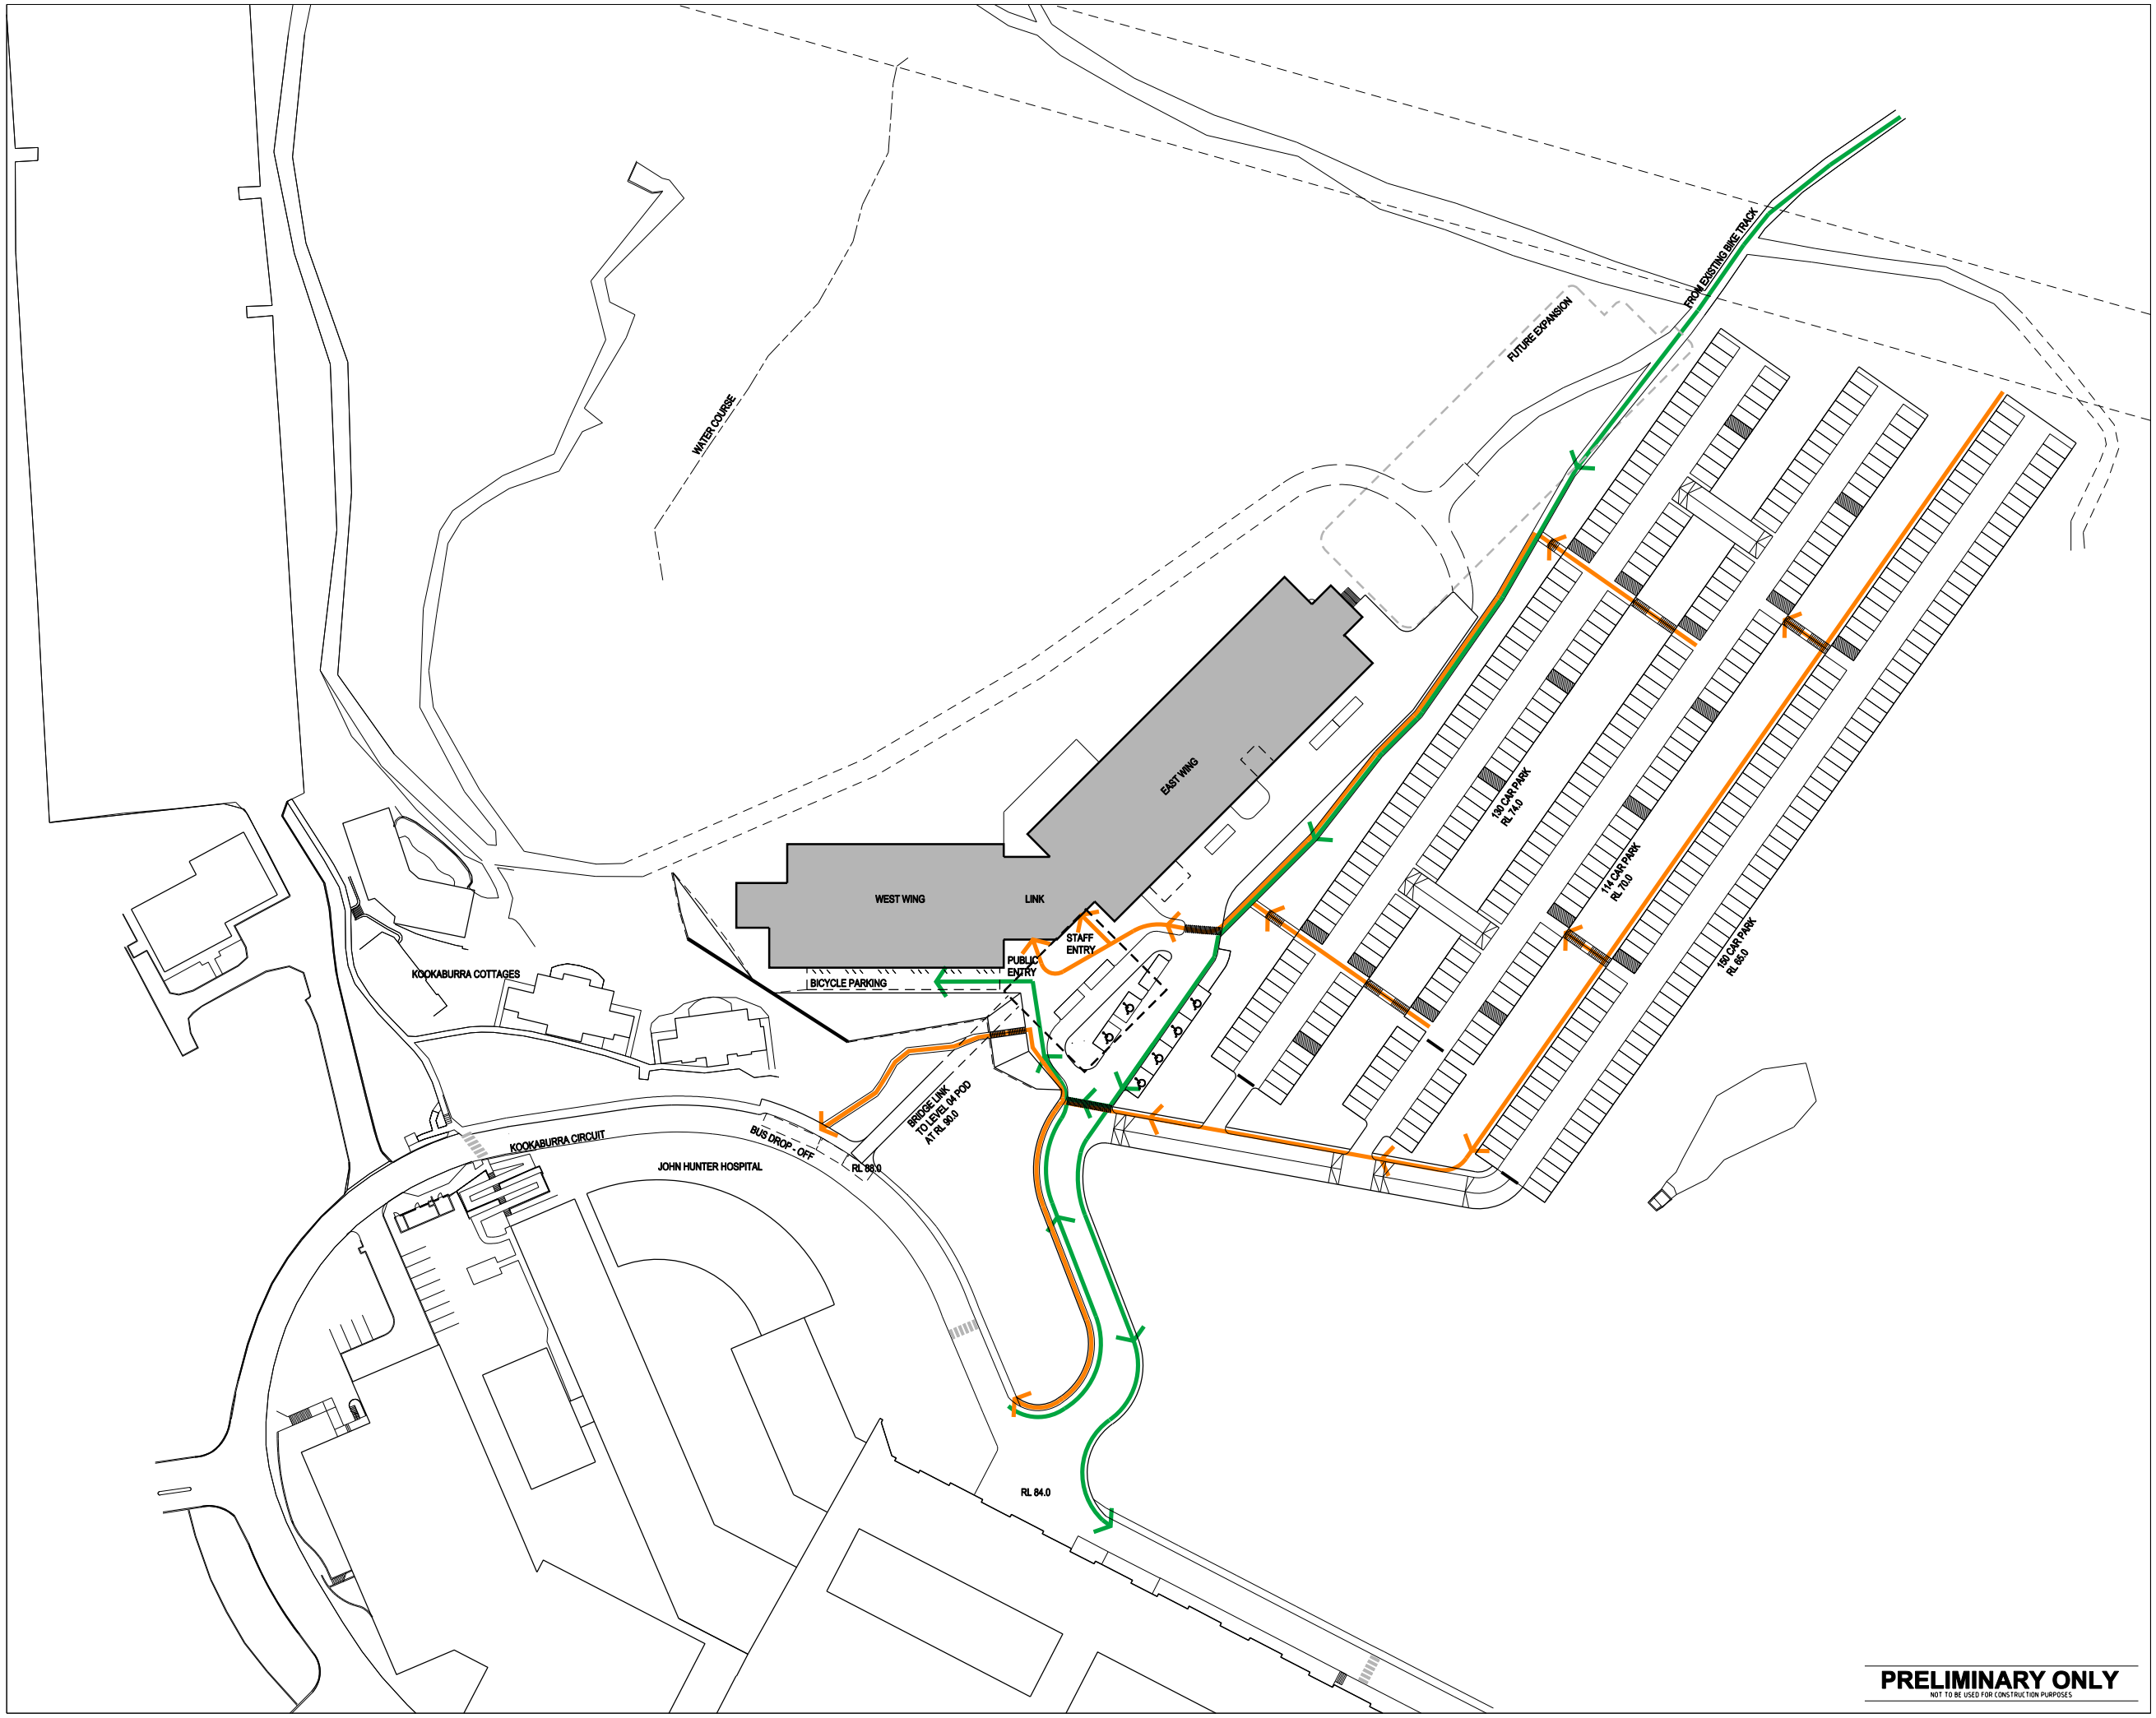 FROM EXISTING BIKE TRACK
FUTURE EXPANSION
WATER COURSE
EAST WING
130 CAR PARK
RL 74.0
114 CAR PARK
RL 70.0
150 CAR PARK
RL 65.0
WEST WING
LINK
STAFF
ENTRY
PUBLIC
ENTRY
BICYCLE PARKING
KOOKABURRA COTTAGES
BRIDGE LINK
TO LEVEL 04 POD
AT RL 90.0
BUS DROP - OFF
KOOKABURRA CIRCUIT
JOHN HUNTER HOSPITAL
RL 88.0
RL 84.0
PRELIMINARY ONLY
NOT TO BE USED FOR CONSTRUCTION PURPOSES